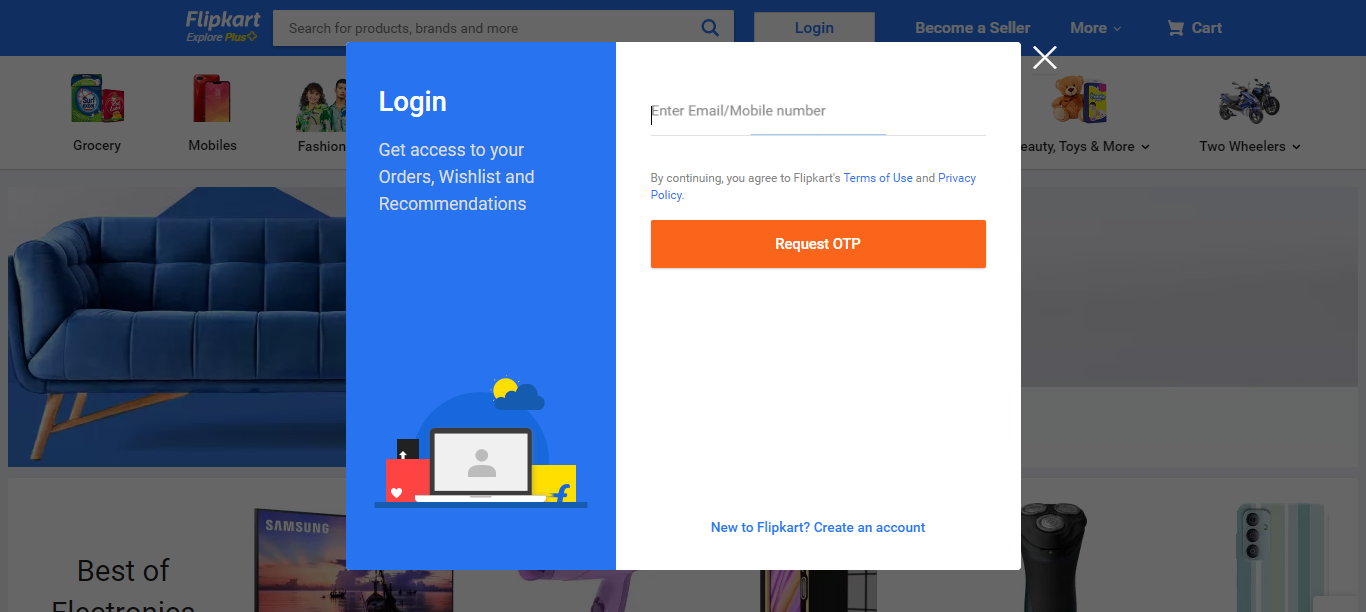 Flipkart
Explore Plus
Search for products, brands and more
Login
Become a Seller
More
Cart
Grocery
Mobiles
Fashion
eauty, Toys & More
Two Wheelers
Login
Get access to your
Orders, Wishlist and
Recommendations
Enter Email/Mobile number
By continuing, you agree to Flipkart's Terms of Use and Privacy
Policy.
Request OTP
New to Flipkart? Create an account
SAMSUNG
Best of
Electronics